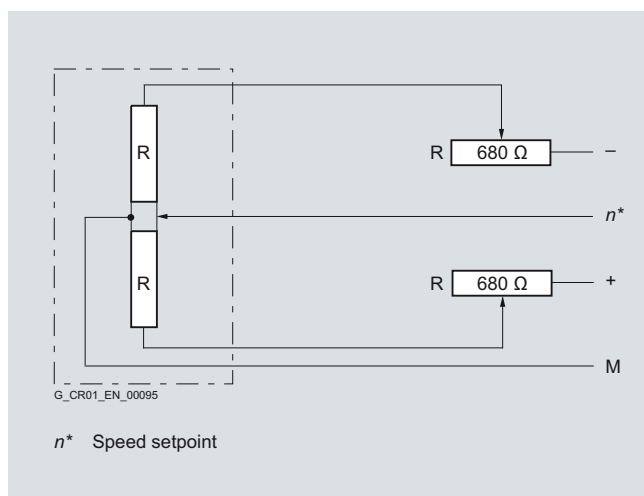 R
R 680 Ω –
n*
R
R 680 Ω +
M
G_CR01_EN_00095
n* Speed setpoint